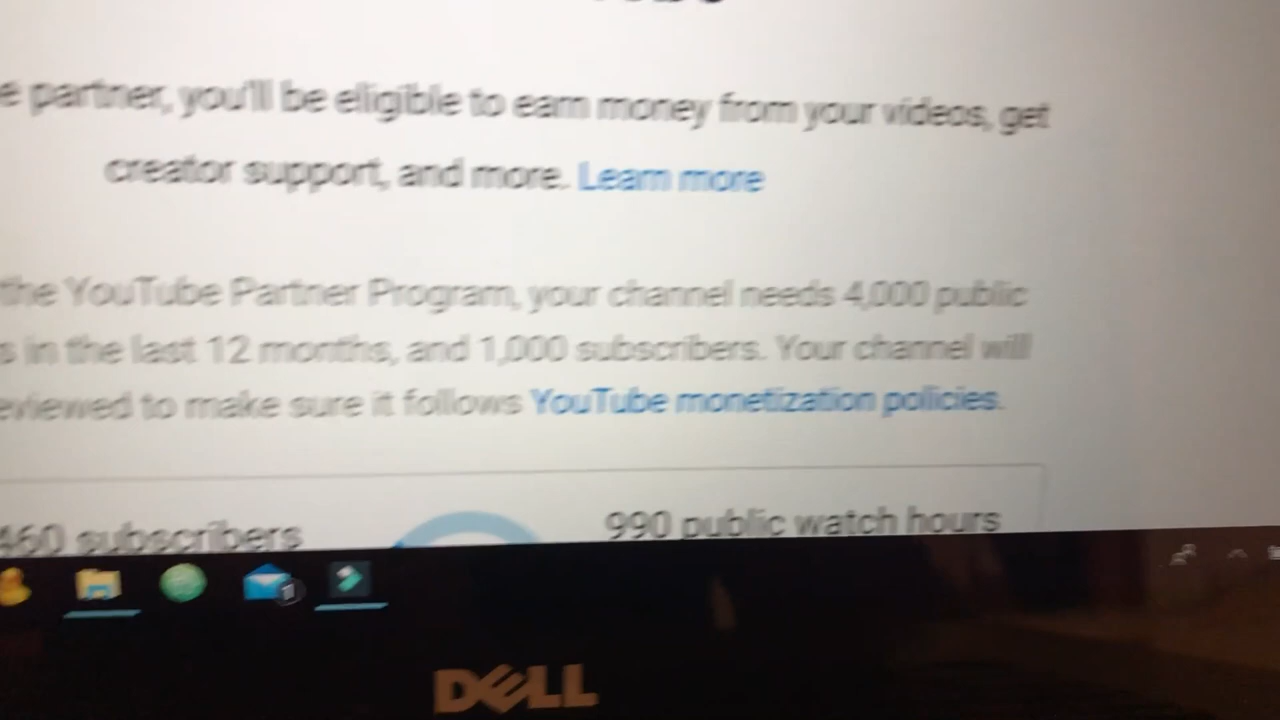 e partner, you'll be eligible to earn money from your videos, get
creator support, and more. Learn more
the YouTube Partner Program, your channel needs 4,000 public
s in the last 12 months, and 1,000 subscribers. Your channel will
eviewed to make sure it follows YouTube monetization policies.
460 subscribers
990 public watch hours
DELL